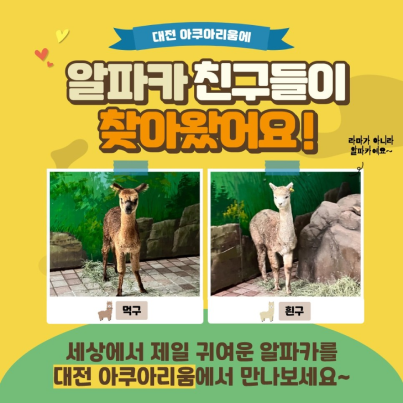 대전 아쿠아리움에
알파카 친구들이
찾아왔어요!
라마가 아니라
알파카예요~
먹구
흰구
세상에서 제일 귀여운 알파카를
대전 아쿠아리움에서 만나보세요~